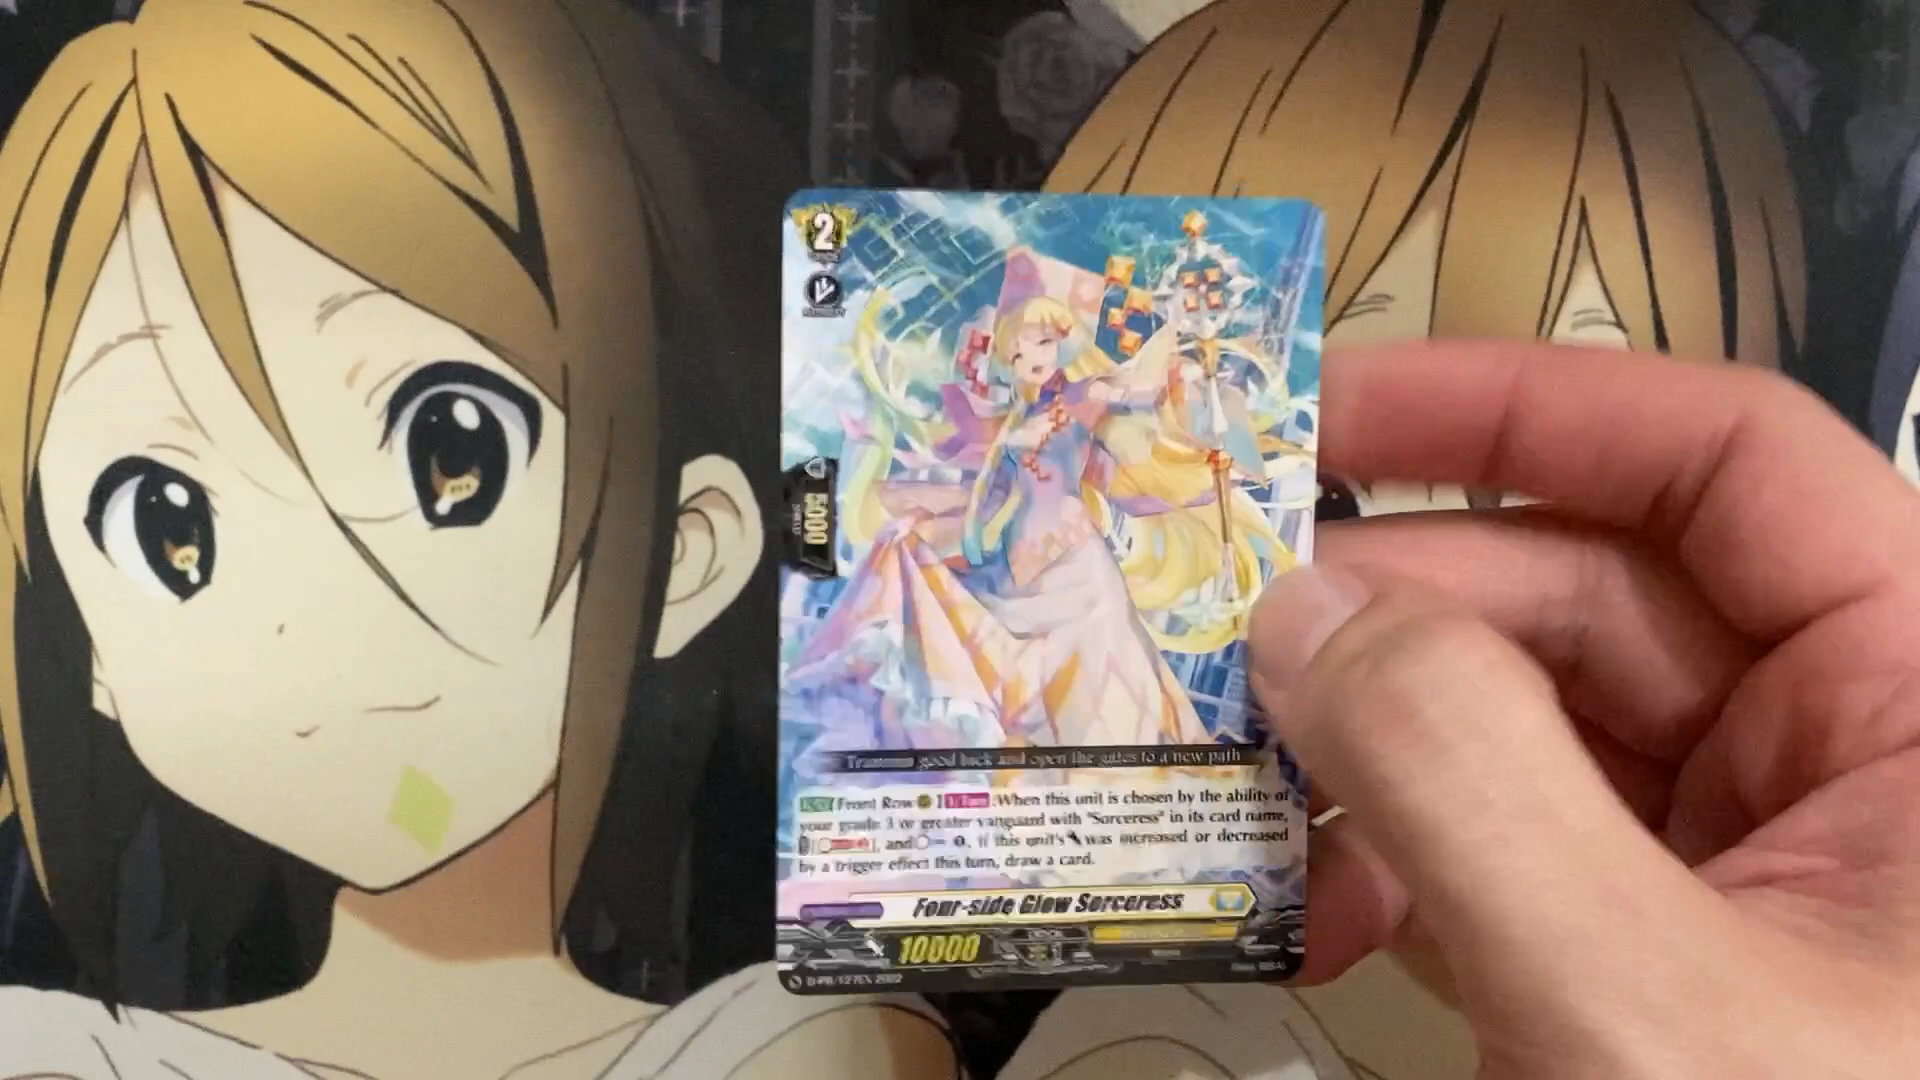 2
5000
good luck and open the gates to a new path
Front Row 1/Turn :When this unit is chosen by the ability of
your grade 3 or greater vanguard with "Sorceress" in its card name,
, and if this unit's was increased or decreased
by a trigger effect this turn, draw a card.
Four-side Glow Sorceress
10000